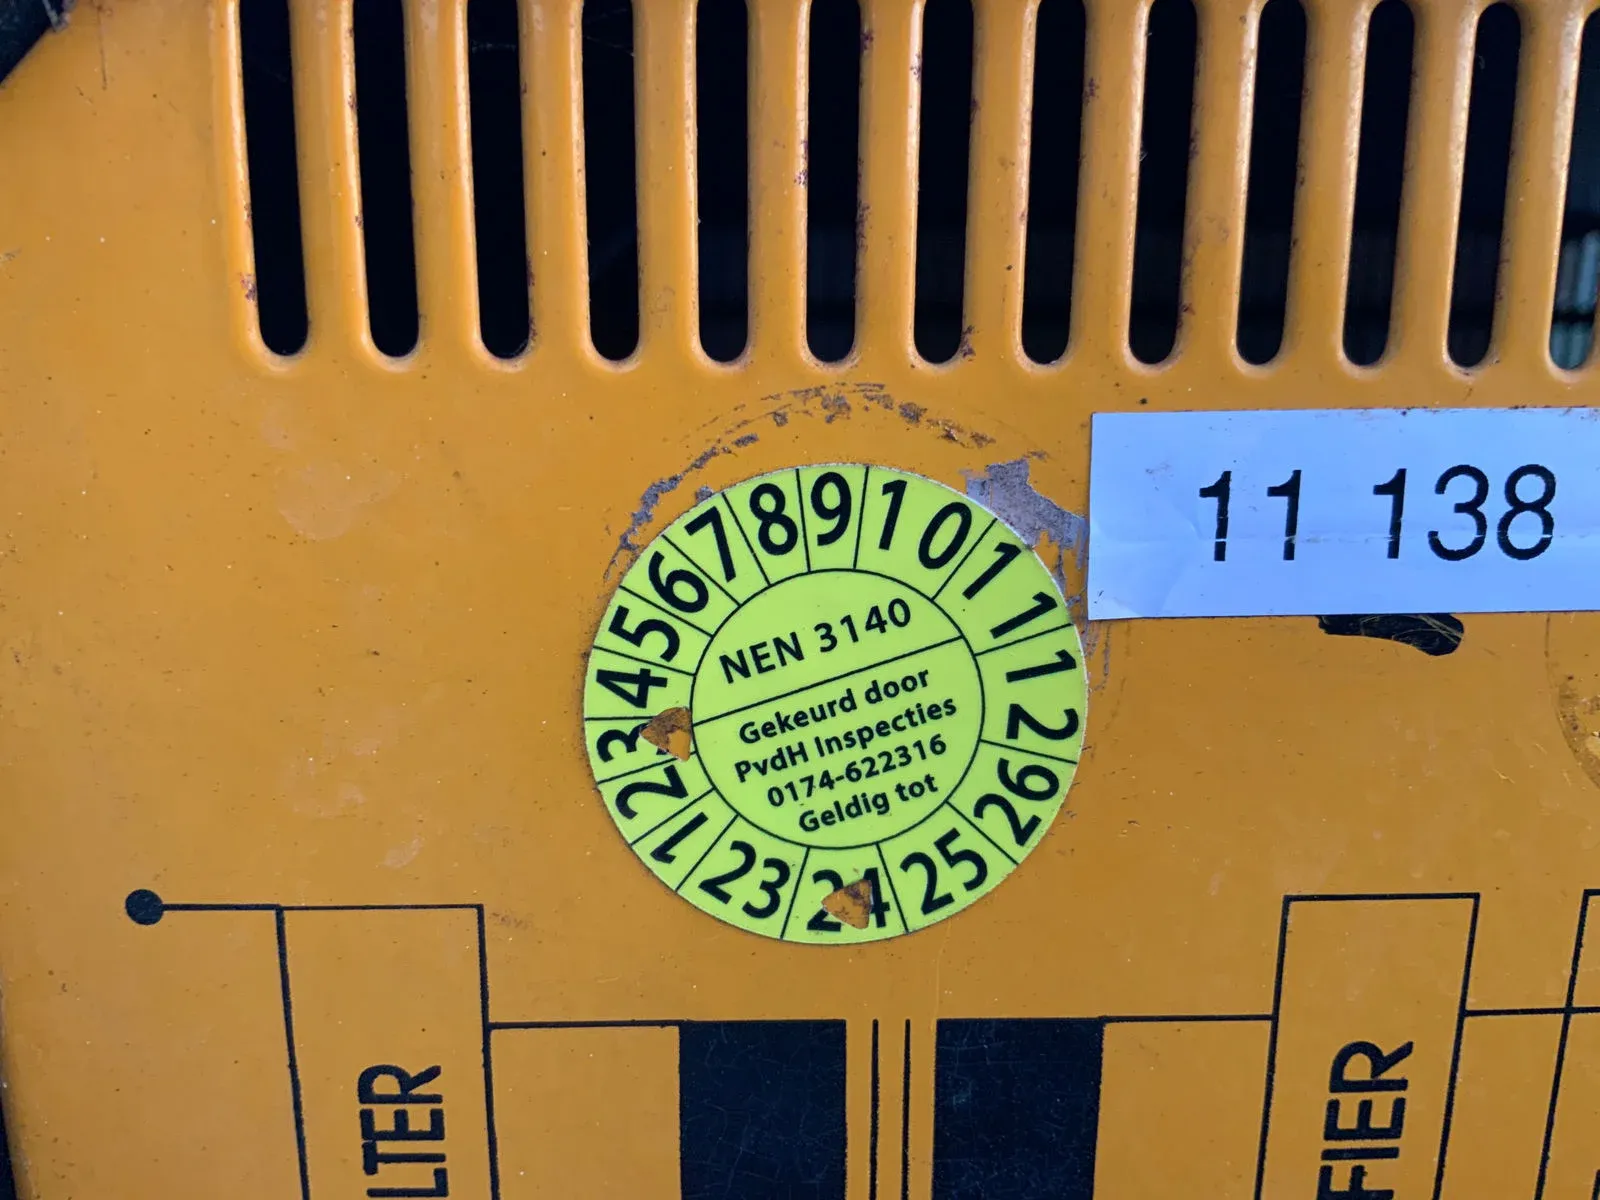 11 138
1 2 3 4 5 6 7 8 9 10 11 12
23 24 25 26
NEN 3140
Gekeurd door
PvdH Inspecties
0174-622316
Geldig tot
LTER
FIER